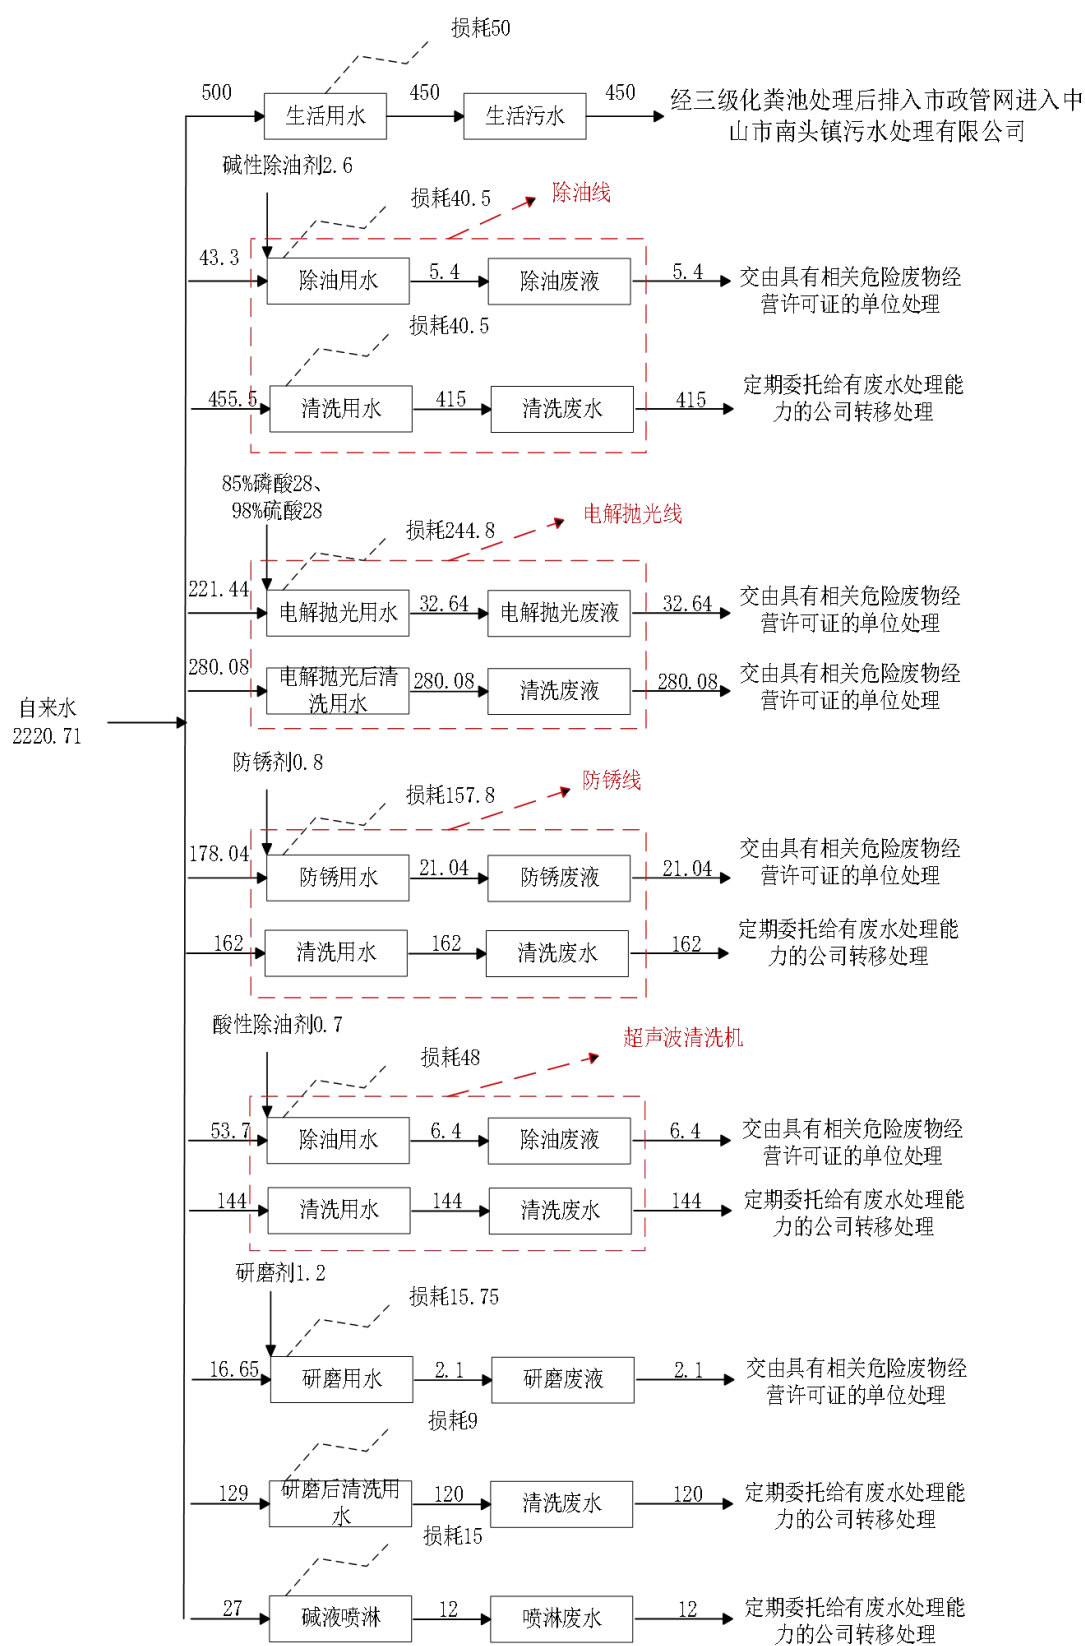 损耗50
500
生活用水
450
生活污水
450
经三级化粪池处理后排入市政管网进入中
山市南头镇污水处理有限公司
碱性除油剂2.6
损耗40.5
除油线
43.3
除油用水
5.4
除油废液
5.4
交由具有相关危险废物经
营许可证的单位处理
损耗40.5
455.5
清洗用水
415
清洗废水
415
定期委托给有废水处理能
力的公司转移处理
85%磷酸28、
98%硫酸28
损耗244.8
电解抛光线
221.44
电解抛光用水
32.64
电解抛光废液
32.64
交由具有相关危险废物经
营许可证的单位处理
280.08
电解抛光后清
洗用水
280.08
清洗废液
280.08
交由具有相关危险废物经
营许可证的单位处理
自来水
2220.71
防锈剂0.8
损耗157.8
防锈线
178.04
防锈用水
21.04
防锈废液
21.04
交由具有相关危险废物经
营许可证的单位处理
162
清洗用水
162
清洗废水
162
定期委托给有废水处理能
力的公司转移处理
酸性除油剂0.7
损耗48
超声波清洗机
53.7
除油用水
6.4
除油废液
6.4
交由具有相关危险废物经
营许可证的单位处理
144
清洗用水
144
清洗废水
144
定期委托给有废水处理能
力的公司转移处理
研磨剂1.2
损耗15.75
16.65
研磨用水
2.1
研磨废液
2.1
交由具有相关危险废物经
营许可证的单位处理
损耗9
129
研磨后清洗用
水
120
清洗废水
120
定期委托给有废水处理能
力的公司转移处理
损耗15
27
碱液喷淋
12
喷淋废水
12
定期委托给有废水处理能
力的公司转移处理